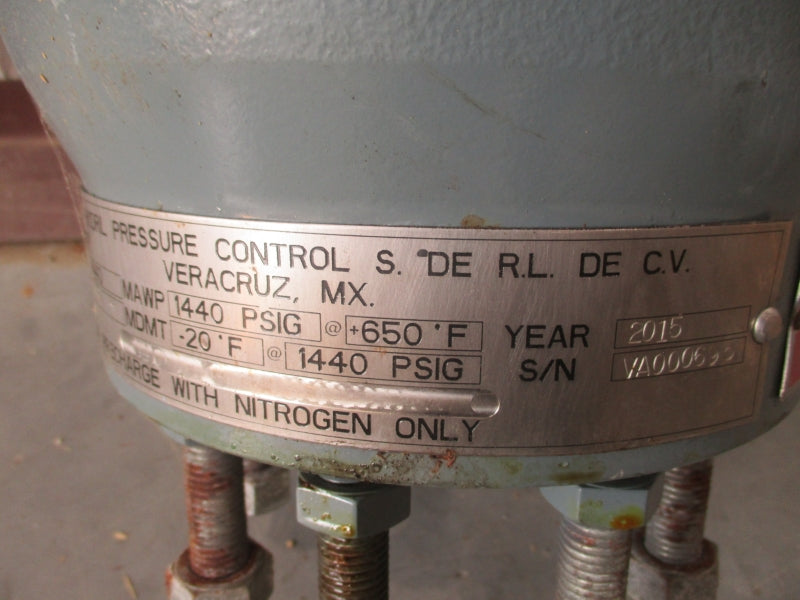 PRESSURE CONTROL S. DE R.L. DE C.V.
VERACRUZ, MX.
MAWP 1440 PSIG @ +650 °F YEAR 2015
MDMT -20 °F @ 1440 PSIG S/N
WITH NITROGEN ONLY